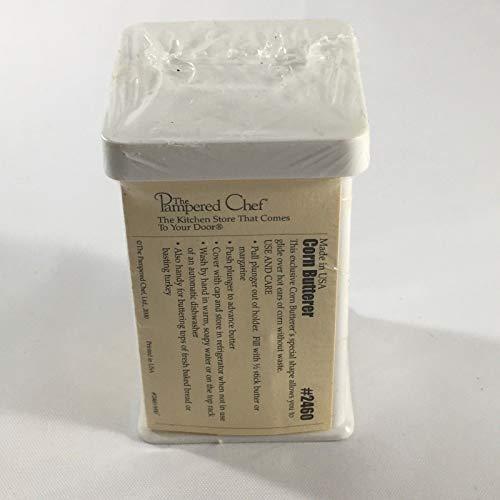 The
Pampered Chef®
The Kitchen Store That Comes
To Your Door®
Made in USA
Corn Butterer
#2460
This exclusive Corn Butterer's special shape allows you to
glide over hot ears of corn without waste.
USE AND CARE
• Pull plunger out of holder. Fill with ½ stick butter or
margarine
• Push plunger to advance butter
• Cover with cap and store in refrigerator when not in use
• Wash by hand in warm, soapy water or on the top rack
of an automatic dishwasher
• Also handy for buttering tops of fresh baked bread or
basting turkey
©The Pampered Chef, Ltd., 2000
Printed in USA